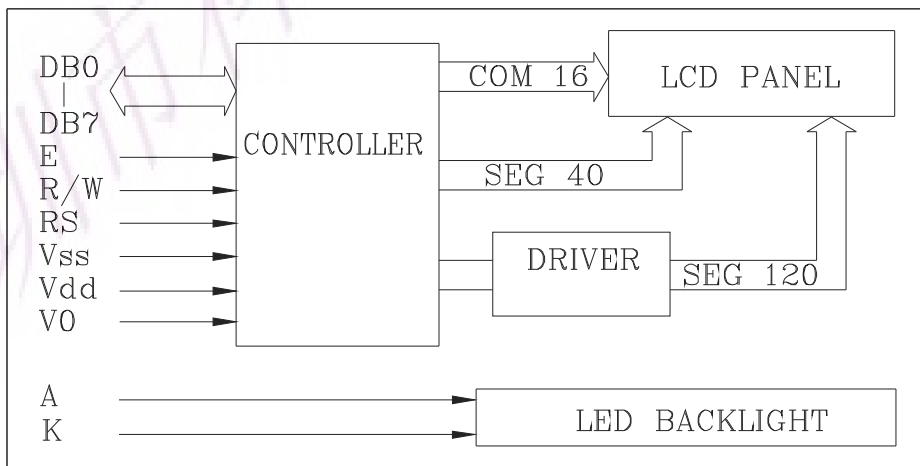 DB0
|
DB7
E
R/W
RS
Vss
Vdd
V0
A
K
CONTROLLER
COM 16
SEG 40
DRIVER
SEG 120
LCD PANEL
LED BACKLIGHT